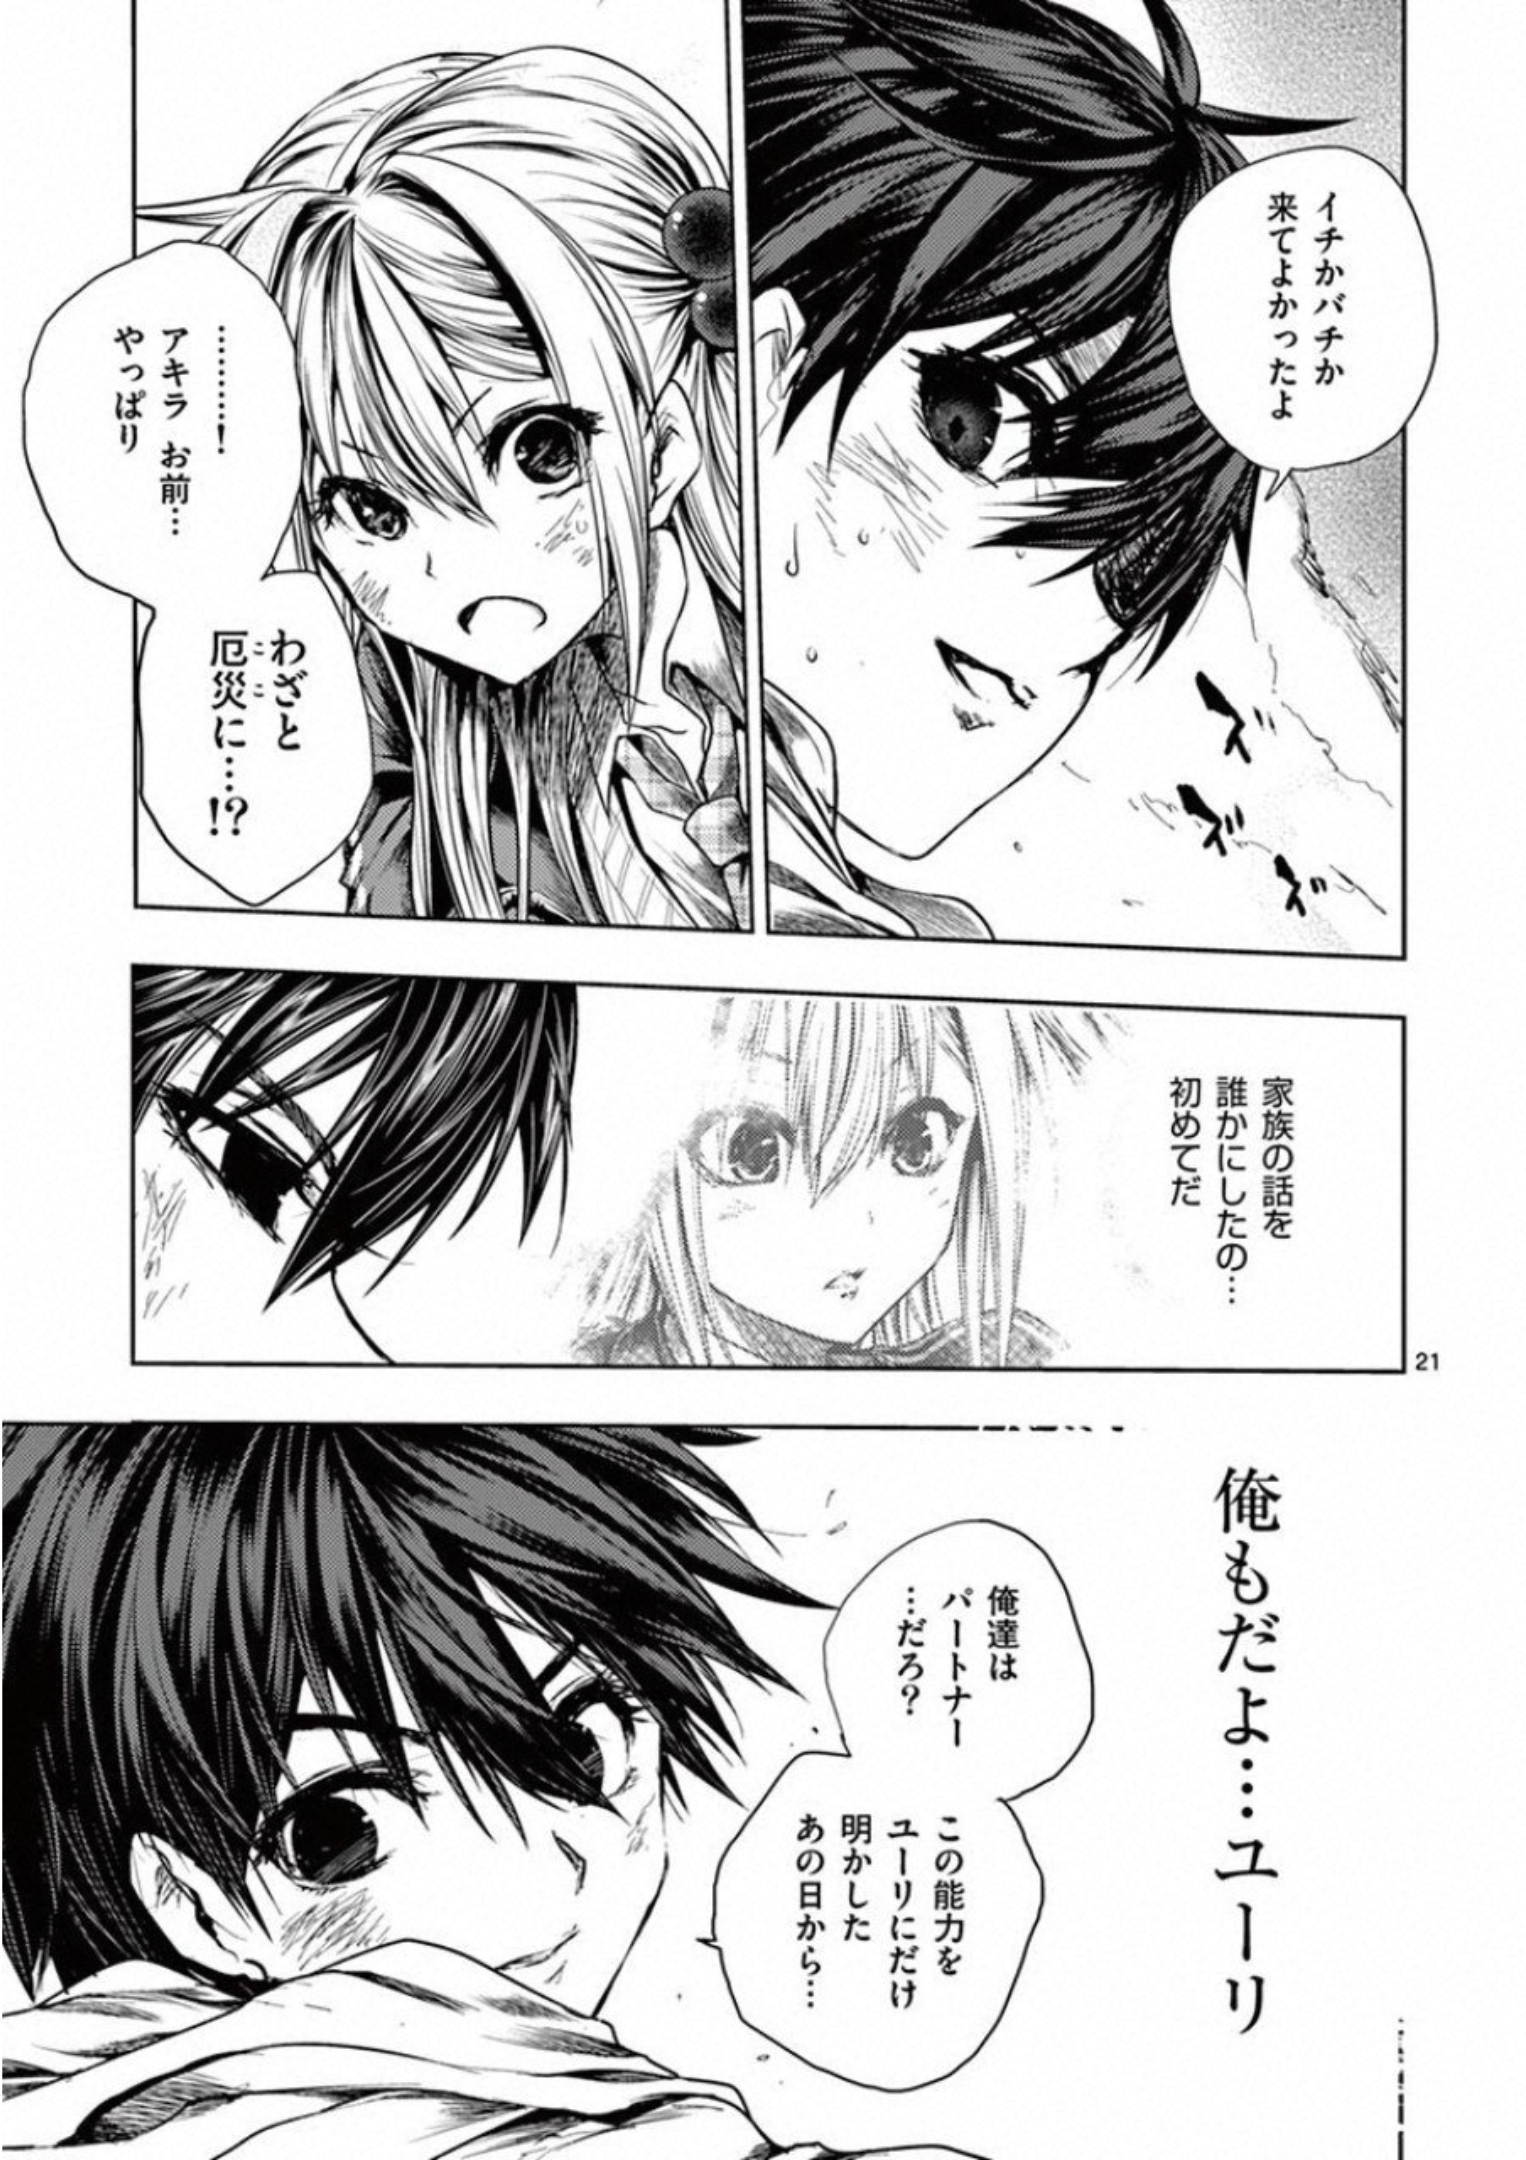 イチかバチか
来てよかったよ
ズ
ズ
ズ
………！
アキラ お前…
やっぱり
わざと
厄災に…!?
ここ
家族の話を
誰かにしたの…
初めてだ
21
俺もだよ…ユーリ
俺達は
パートナー
…だろ？
この能力を
ユーリにだけ
明かした
あの日から…